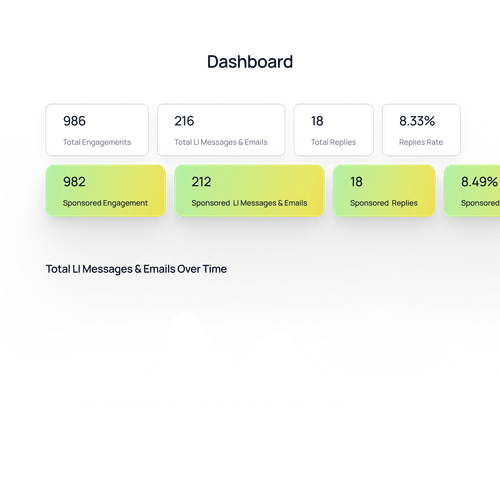 Dashboard
986
Total Engagements
216
Total LI Messages & Emails
18
Total Replies
8.33%
Replies Rate
982
Sponsored Engagement
212
Sponsored LI Messages & Emails
18
Sponsored Replies
8.49%
Sponsored
Total LI Messages & Emails Over Time